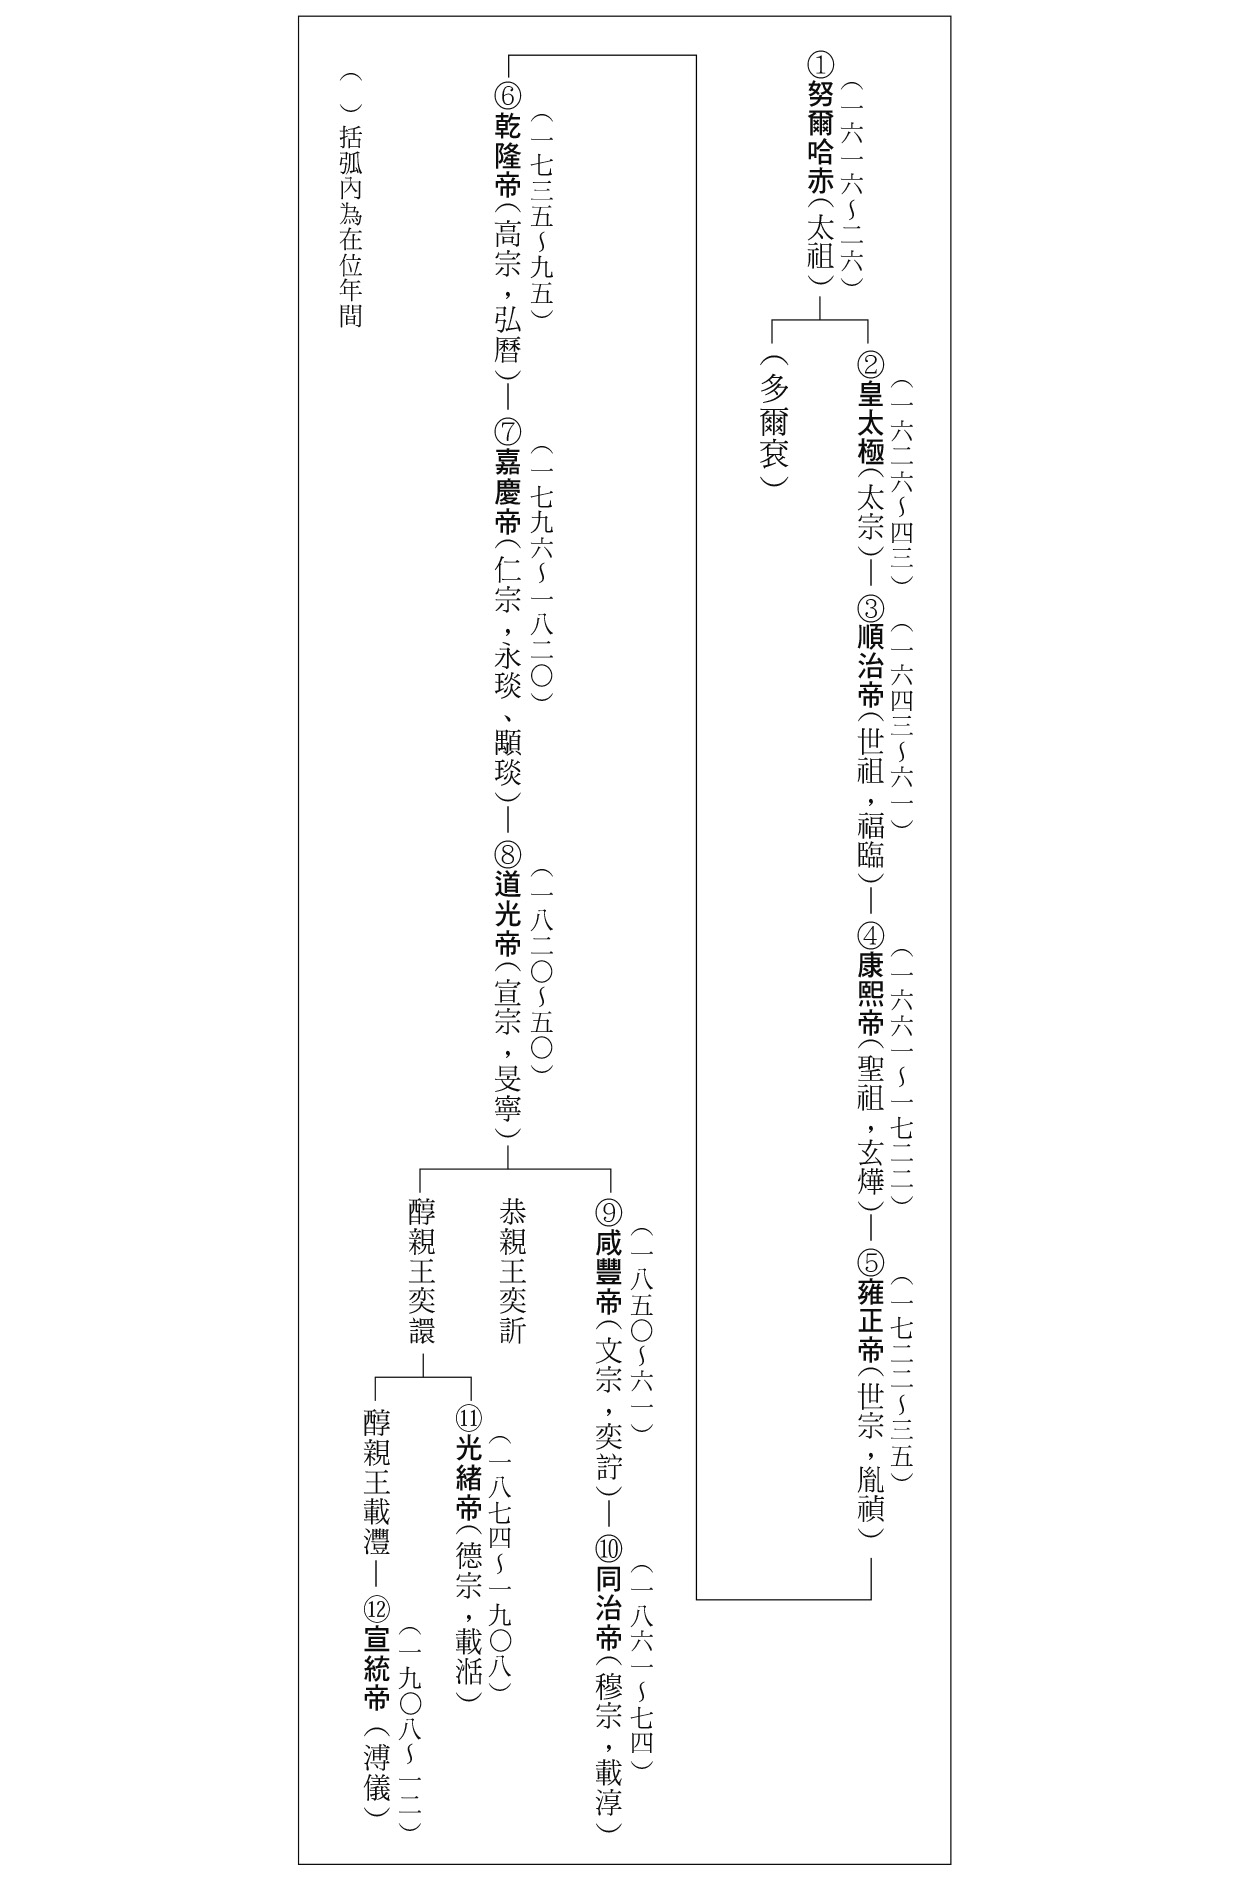 （一六一六～二六）
①努爾哈赤（太祖）
（一六二六～四三）
②皇太極（太宗）
（多爾袞）
（一六四三～六一）
③順治帝（世祖，福臨）
（一六六一～一七二二）
④康熙帝（聖祖，玄燁）
（一七二二～三五）
⑤雍正帝（世宗，胤禛）
（一七三五～九五）
⑥乾隆帝（高宗，弘曆）
（一七九六～一八二〇）
⑦嘉慶帝（仁宗，永琰、顒琰）
（一八二〇～五〇）
⑧道光帝（宣宗，旻寧）
（一八五〇～六一）
⑨咸豐帝（文宗，奕詝）
（一八六一～七四）
⑩同治帝（穆宗，載淳）
恭親王奕訢
醇親王奕譞
（一八七四～一九〇八）
⑪光緒帝（德宗，載湉）
醇親王載灃
（一九〇八～一二）
⑫宣統帝（溥儀）
（ ）括弧內為在位年間